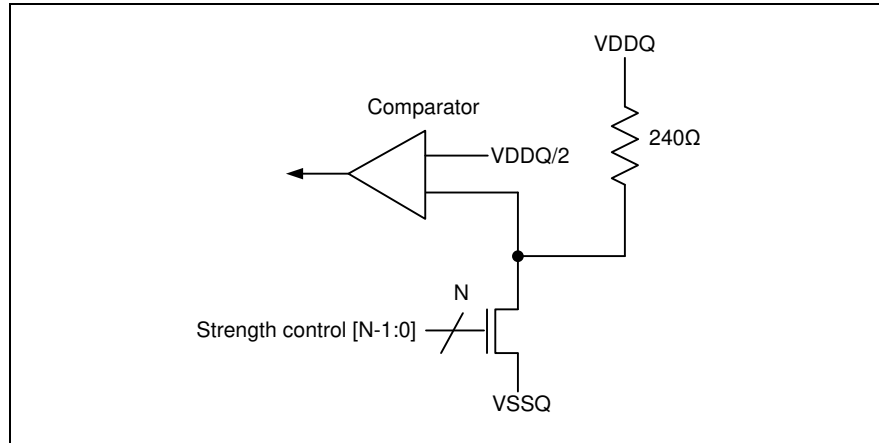 VDDQ
Comparator
240Ω
VDDQ/2
N
Strength control [N-1:0]
VSSQ